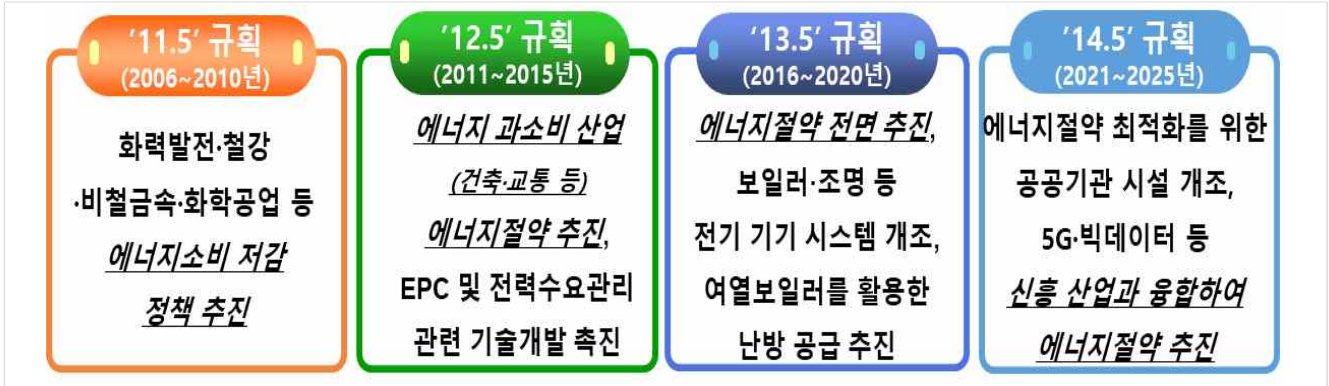 '11.5' 규획
(2006~2010년)
화력발전·철강
·비철금속·화학공업 등
에너지소비 저감
정책 추진
'12.5' 규획
(2011~2015년)
에너지 과소비 산업
(건축·교통 등)
에너지절약 추진,
EPC 및 전력수요관리
관련 기술개발 촉진
'13.5' 규획
(2016~2020년)
에너지절약 전면 추진,
보일러·조명 등
전기 기기 시스템 개조,
여열보일러를 활용한
난방 공급 추진
'14.5' 규획
(2021~2025년)
에너지절약 최적화를 위한
공공기관 시설 개조,
5G·빅데이터 등
신흥 산업과 융합하여
에너지절약 추진